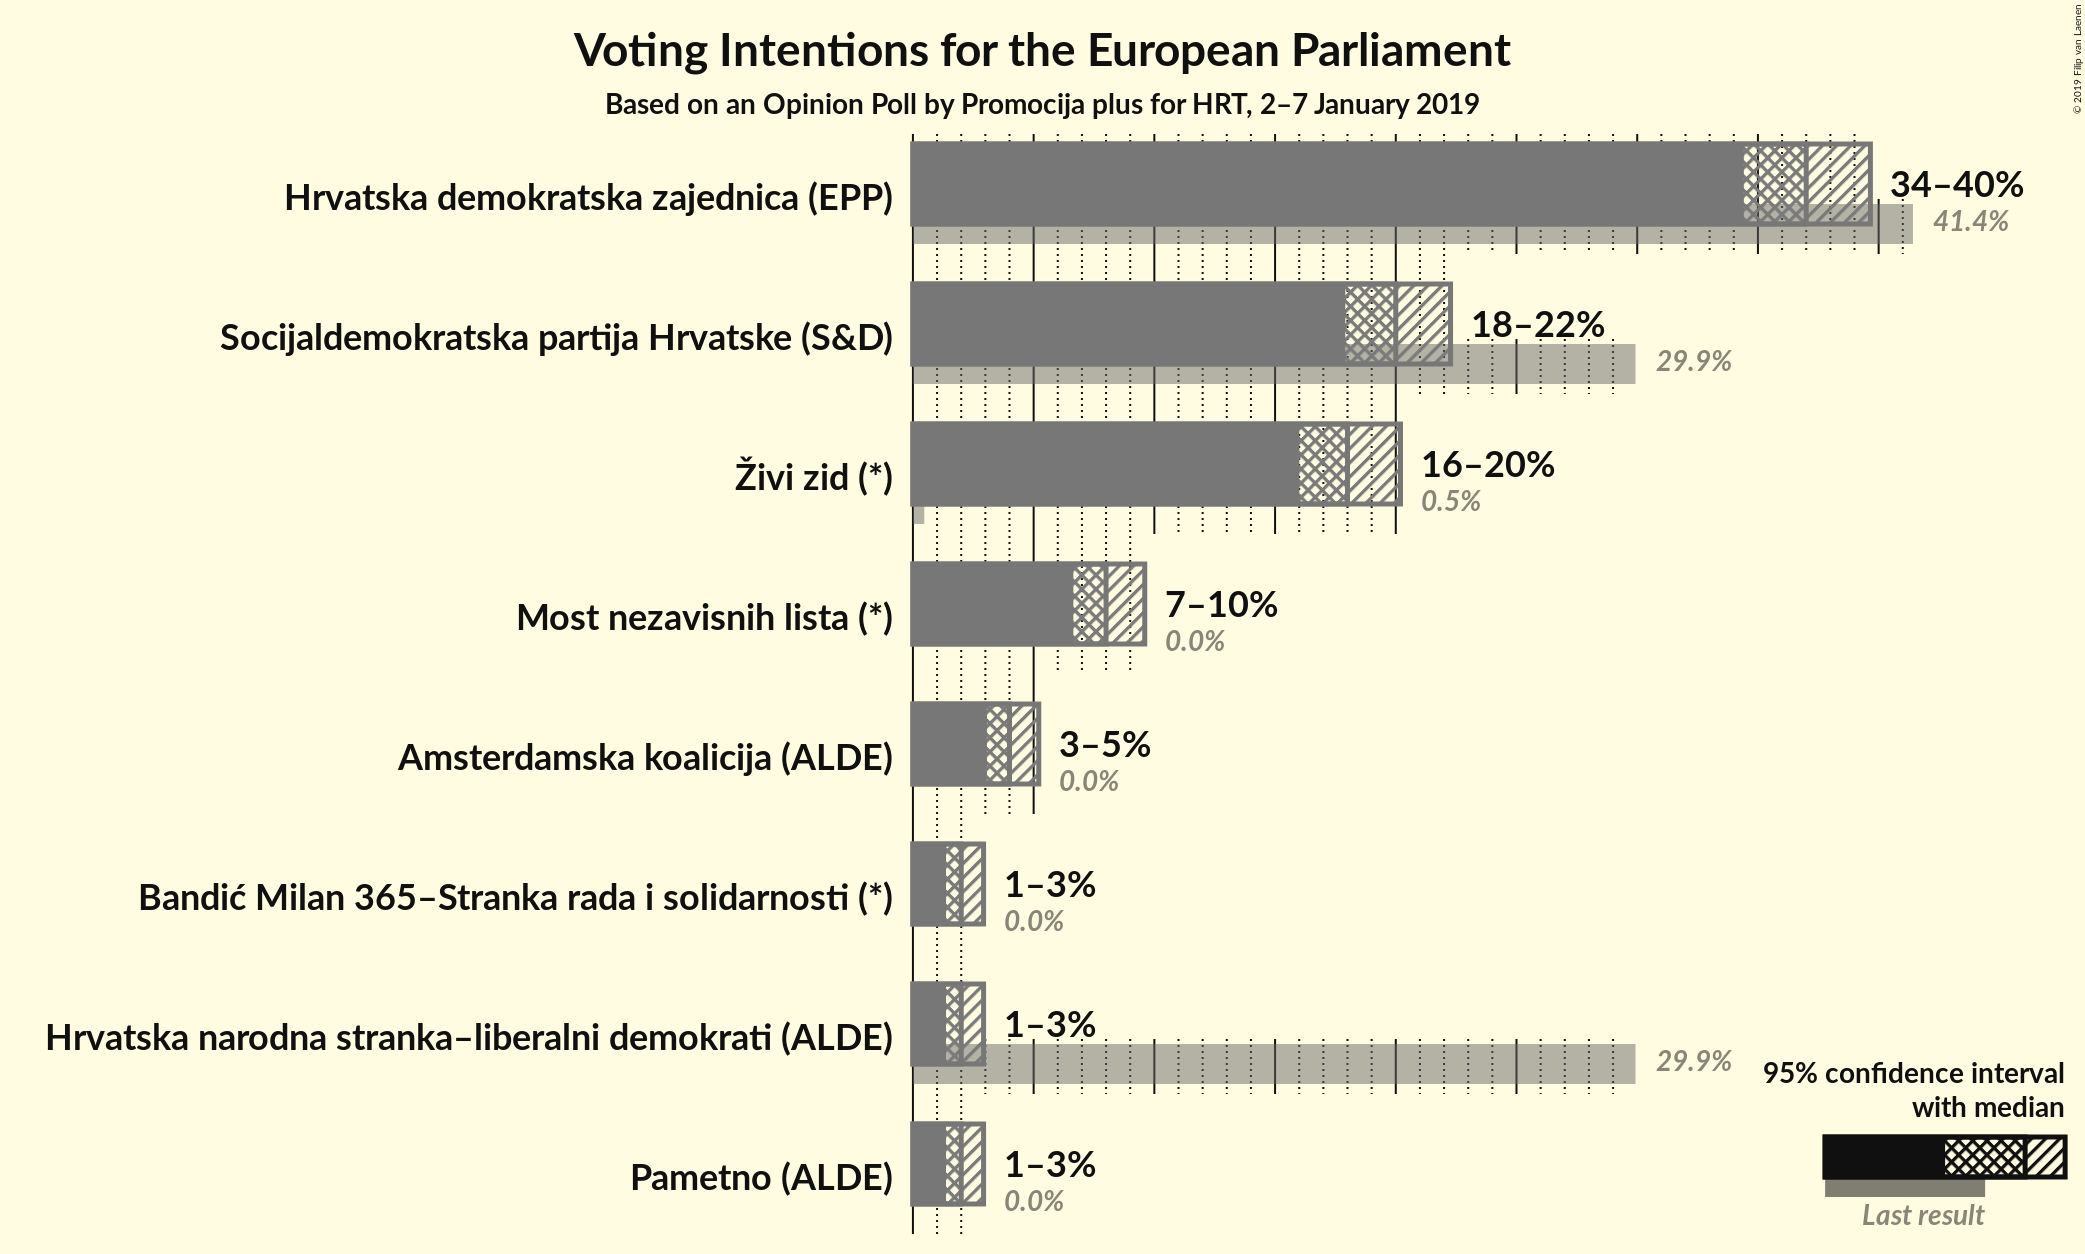 Voting Intentions for the European Parliament
Based on an Opinion Poll by Promocija plus for HRT, 2–7 January 2019
© 2019 Filip van Laenen
Hrvatska demokratska zajednica (EPP)
34–40%
41.4%
Socijaldemokratska partija Hrvatske (S&D)
18–22%
29.9%
Živi zid (*)
16–20%
0.5%
Most nezavisnih lista (*)
7–10%
0.0%
Amsterdamska koalicija (ALDE)
3–5%
0.0%
Bandić Milan 365–Stranka rada i solidarnosti (*)
1–3%
0.0%
Hrvatska narodna stranka–liberalni demokrati (ALDE)
1–3%
29.9%
Pametno (ALDE)
1–3%
0.0%
95% confidence interval
with median
Last result